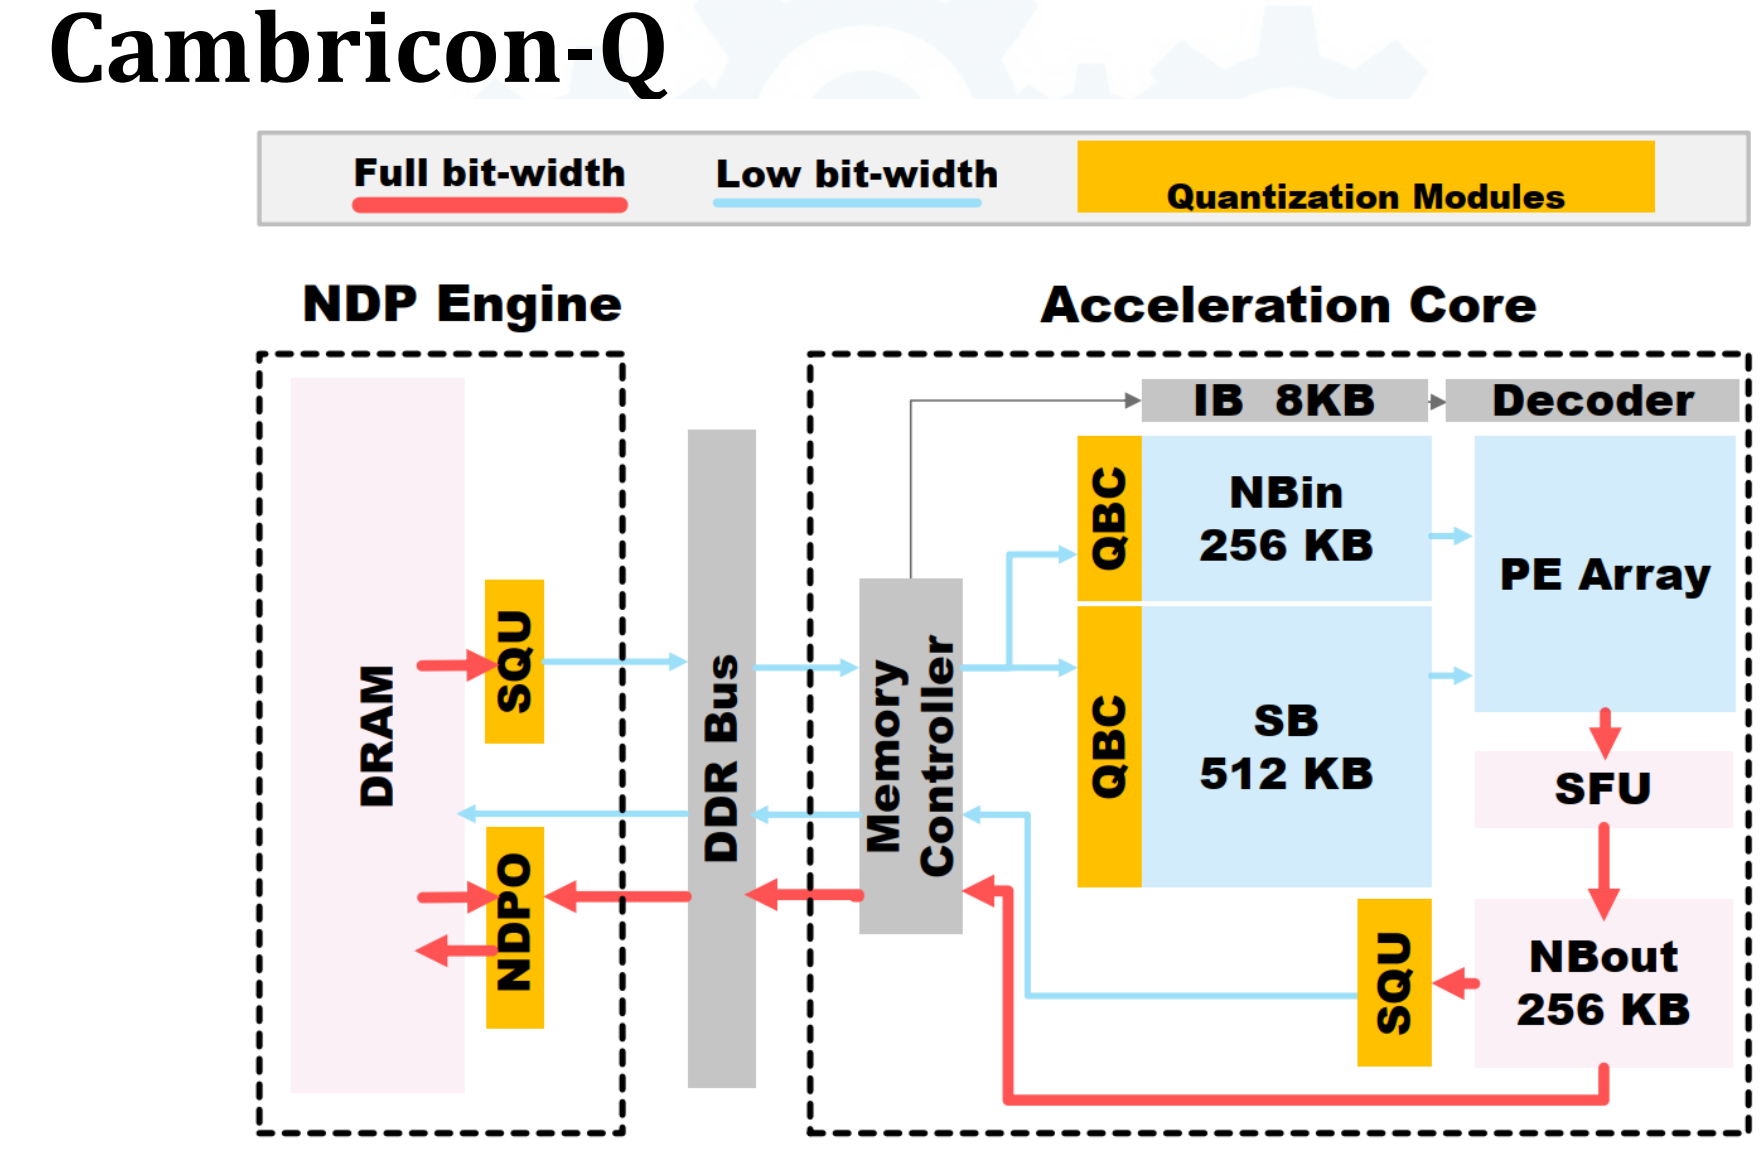 Cambricon-Q
Full bit-width
Low bit-width
Quantization Modules
NDP Engine
Acceleration Core
IB 8KB
Decoder
QBC
NBin
256 KB
PE Array
SQU
DRAM
DDR Bus
Memory
Controller
QBC
SB
512 KB
SFU
NDPO
SQU
NBout
256 KB